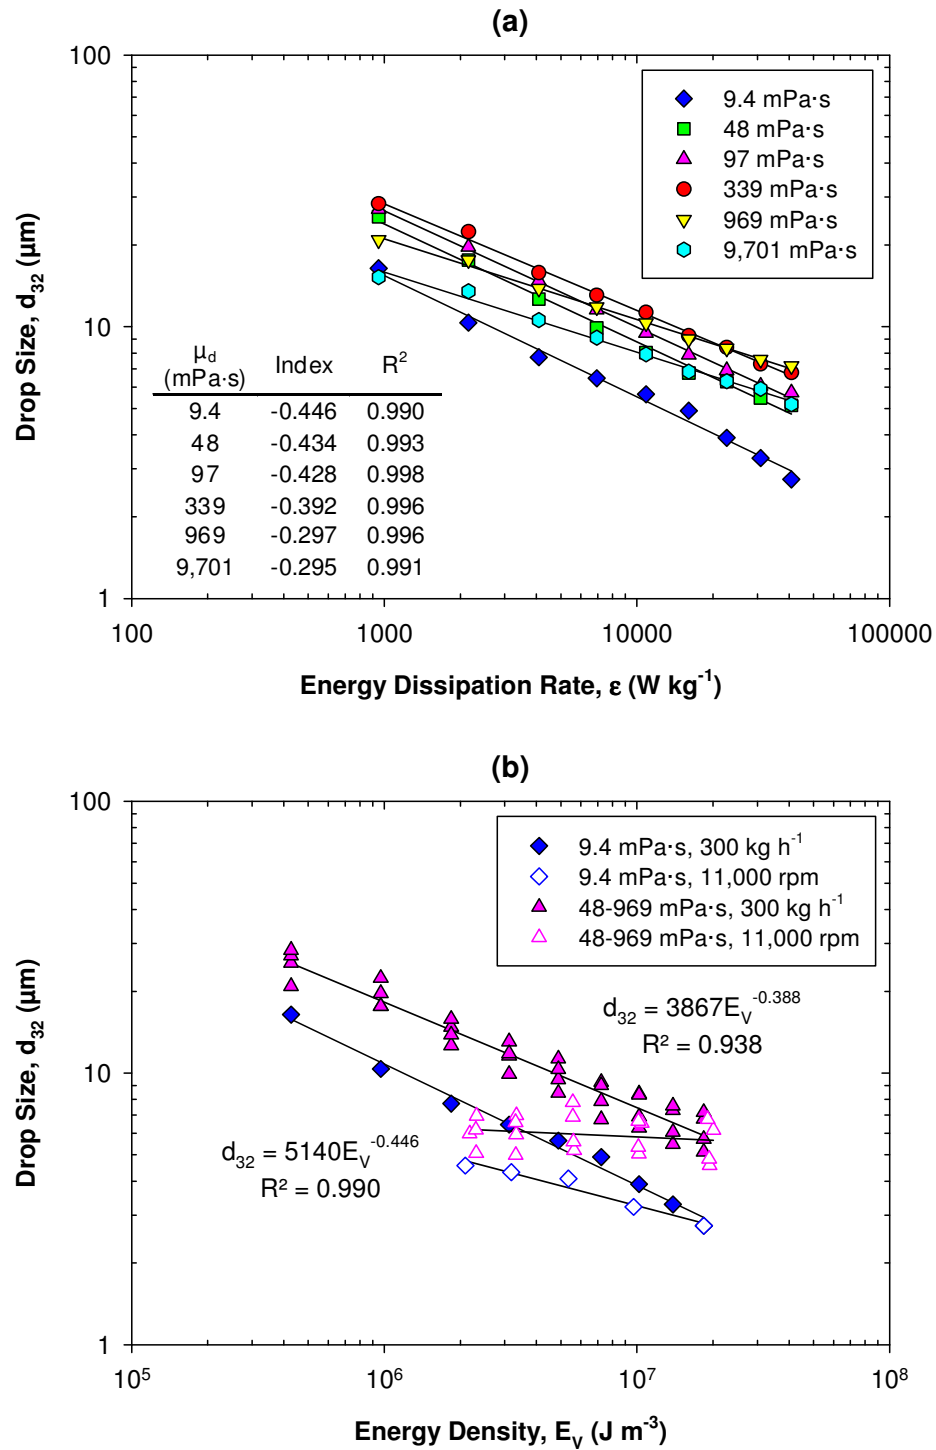 (a)
100
10
1
Drop Size, d32 (µm)
9.4 mPa·s
48 mPa·s
97 mPa·s
339 mPa·s
969 mPa·s
9,701 mPa·s
µd (mPa·s) Index R²
9.4 -0.446 0.990
48 -0.434 0.993
97 -0.428 0.998
339 -0.392 0.996
969 -0.297 0.996
9,701 -0.295 0.991
100 1000 10000 100000
Energy Dissipation Rate, ε (W kg⁻¹)
(b)
100
10
1
Drop Size, d32 (µm)
9.4 mPa·s, 300 kg h⁻¹
9.4 mPa·s, 11,000 rpm
48-969 mPa·s, 300 kg h⁻¹
48-969 mPa·s, 11,000 rpm
d32 = 3867EV^-0.388
R² = 0.938
d32 = 5140EV^-0.446
R² = 0.990
10⁵ 10⁶ 10⁷ 10⁸
Energy Density, EV (J m⁻³)